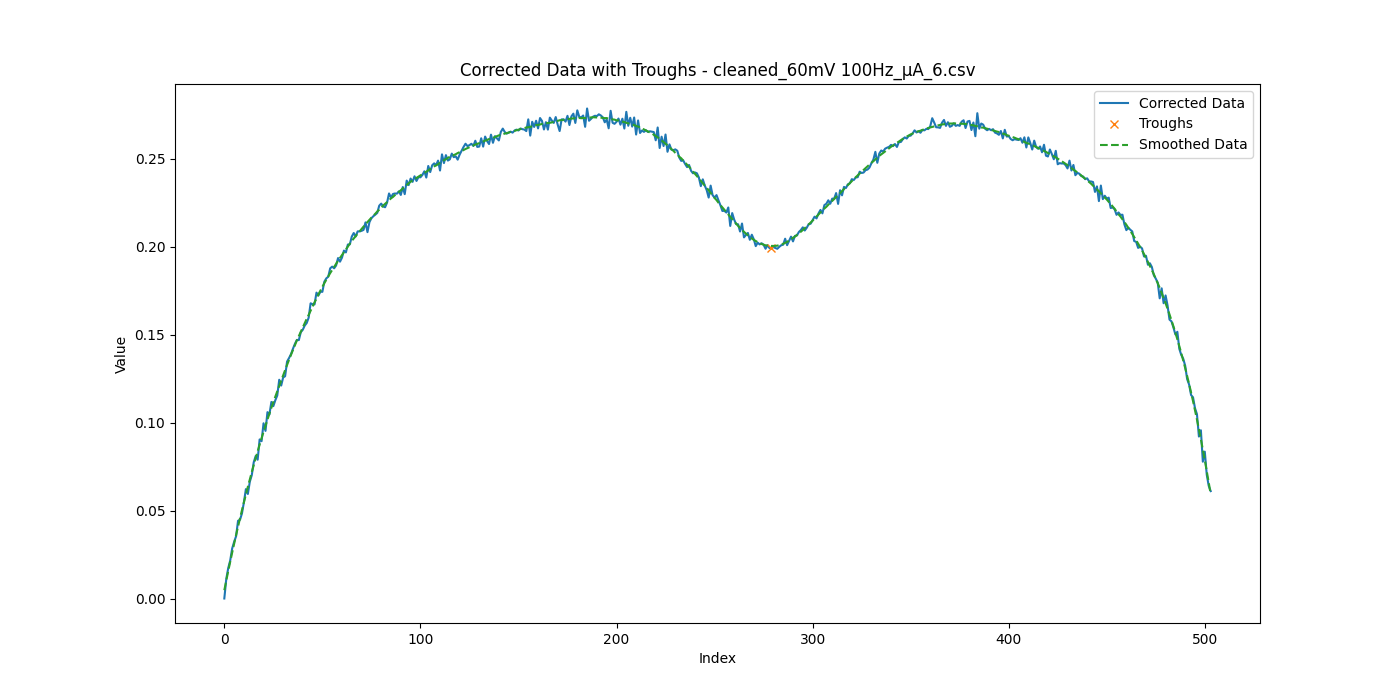 Corrected Data with Troughs - cleaned_60mV 100Hz_µA_6.csv
Corrected Data
Troughs
Smoothed Data
Value
0.25
0.20
0.15
0.10
0.05
0.00
0 100 200 300 400 500
Index